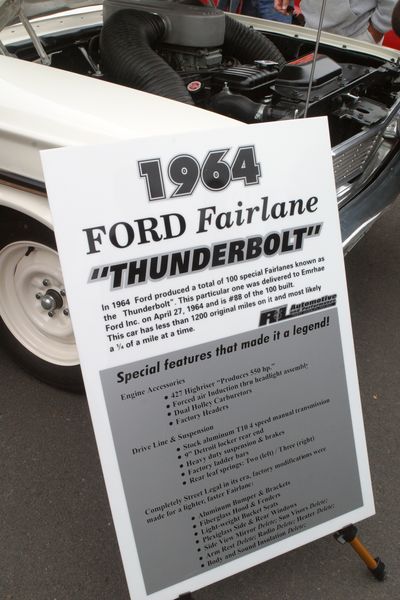 1964
FORD Fairlane
"THUNDERBOLT"
In 1964 Ford produced a total of 100 special Fairlanes known as
the Thunderbolt". This particular one was delivered to Emrhae
Ford Inc. on April 27, 1964 and is #88 of the 100 built.
This car has less than 1200 original miles on it and most likely
a ¼ of a mile at a time.
Automotive
Special features that made it a legend!
Engine Accessories
• 427 Highriser "Produces 550 hp."
• Forced air Induction thru headlight assembly
• Dual Holley Carburetors
• Factory Headers
Drive Line & Suspension
• Stock aluminum T10 4 speed manual transmission
• 9" Detroit locker rear end
• Heavy duty suspension & brakes
• Factory ladder bars
• Rear leaf springs: Two (left) / Three (right)
Completely Street Legal in its era, factory modifications were
made for a lighter, faster Fairlane:
• Aluminum Bumper & Brackets
• Fiberglass Hood & Fenders
• Light-weight Bucket Seats
• Plexiglass Side & Rear Windows
• Side View Mirror Delete; Sun Visors Delete;
• Arm Rest Delete; Radio Delete; Heater Delete;
• Body and Sound Insulation Delete;